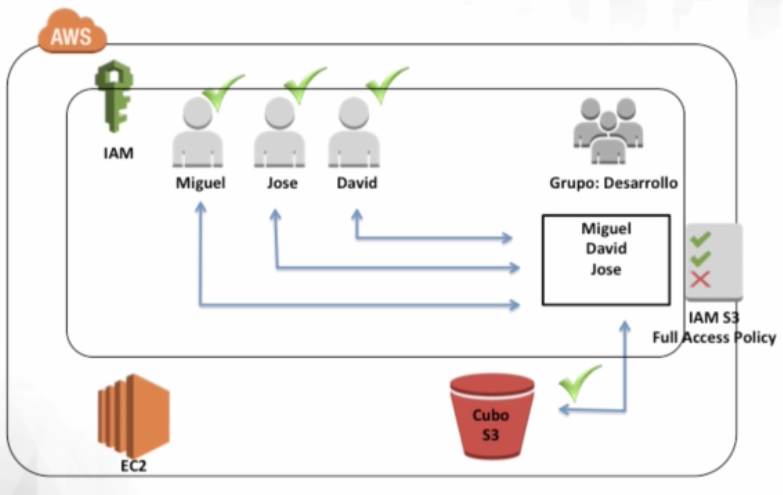 AWS
IAM
Miguel
Jose
David
Grupo: Desarrollo
Miguel
David
Jose
IAM S3
Full Access Policy
Cubo
S3
EC2